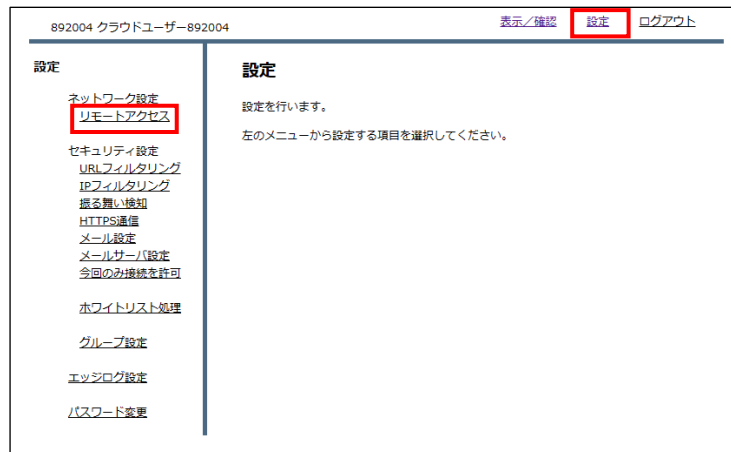 892004 クラウドユーザー892004
表示／確認 設定 ログアウト
設定
ネットワーク設定
リモートアクセス
セキュリティ設定
URLフィルタリング
IPフィルタリング
振る舞い検知
HTTPS通信
メール設定
メールサーバ設定
今回のみ接続を許可
ホワイトリスト処理
グループ設定
エッジログ設定
パスワード変更
設定
設定を行います。
左のメニューから設定する項目を選択してください。